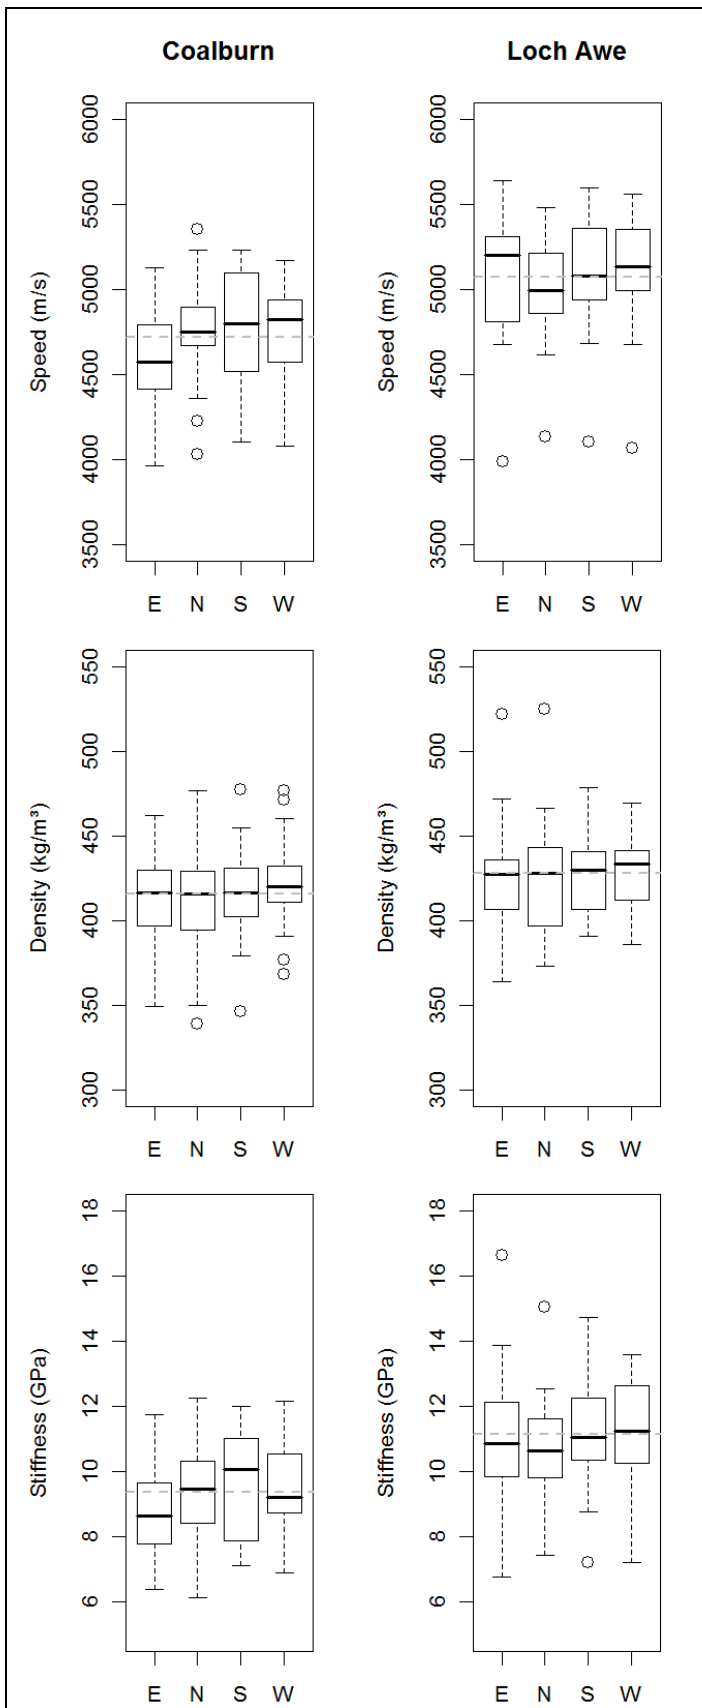 Coalburn
Loch Awe
Speed (m/s)
6000
5500
5000
4500
4000
3500
E N S W
Speed (m/s)
6000
5500
5000
4500
4000
3500
E N S W
Density (kg/m³)
550
500
450
400
350
300
E N S W
Density (kg/m³)
550
500
450
400
350
300
E N S W
Stiffness (GPa)
18
16
14
12
10
8
6
E N S W
Stiffness (GPa)
18
16
14
12
10
8
6
E N S W